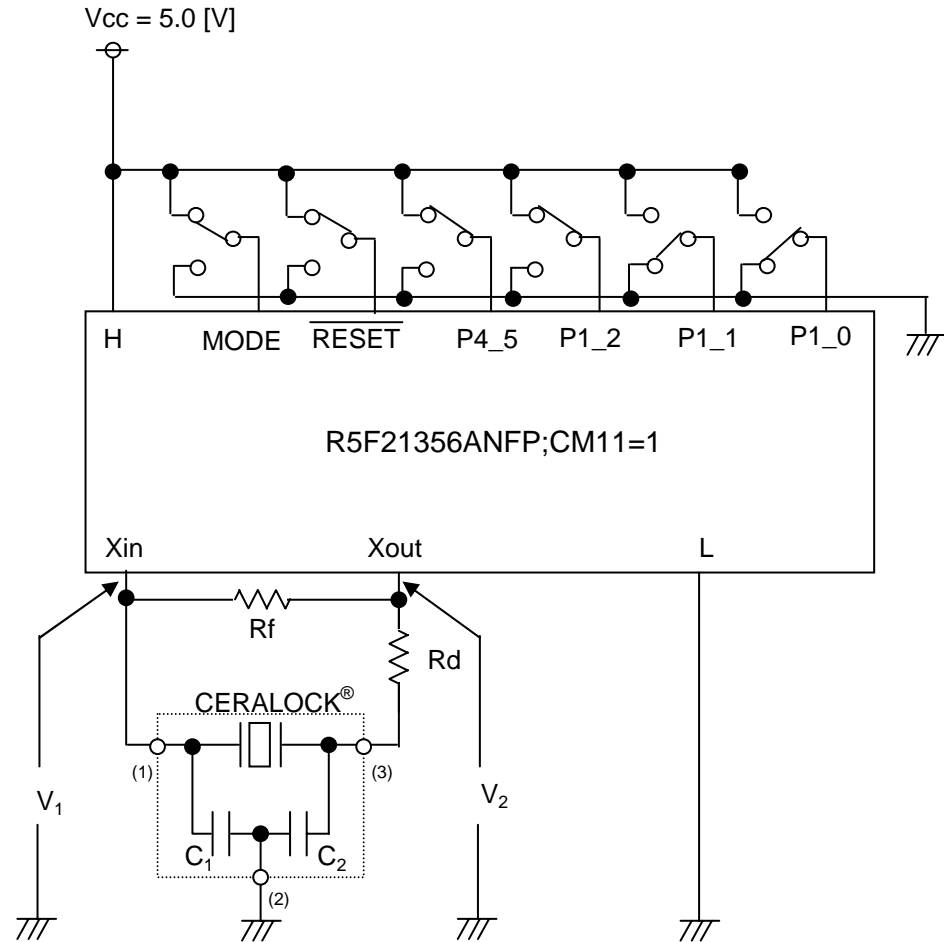 Vcc = 5.0 [V]
H MODE RESET P4_5 P1_2 P1_1 P1_0
R5F21356ANFP;CM11=1
Xin Xout L
Rf
Rd
CERALOCK®
(1) (3)
V1 V2
C1 C2
(2)